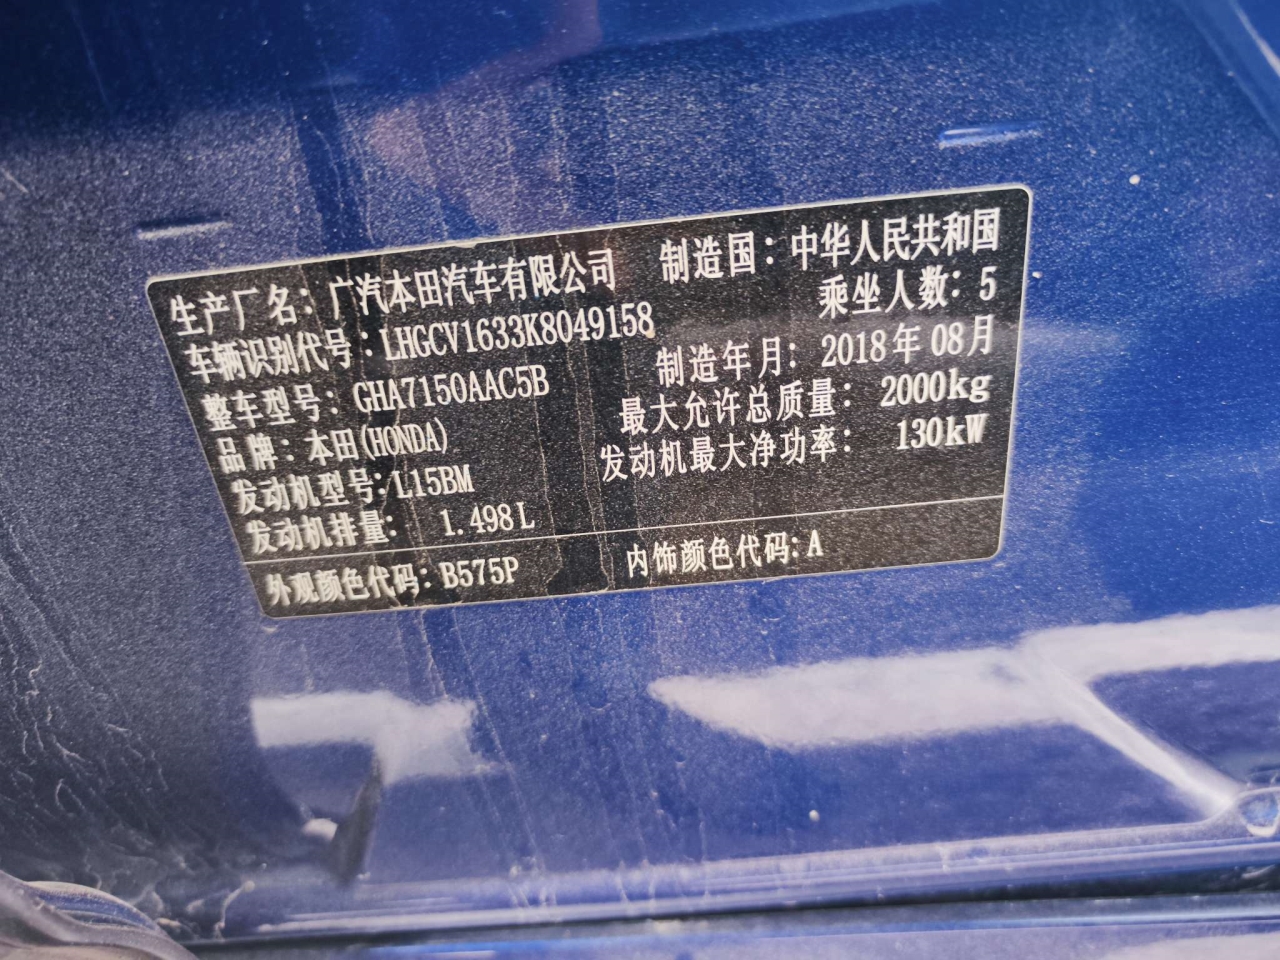 生产厂名：广汽本田汽车有限公司 制造国：中华人民共和国
车辆识别代号：LHGCV1633K8049158 乘坐人数：5
整车型号：GHA7150AAC5B 制造年月：2018年08月
品牌：本田(HONDA) 最大允许总质量：2000kg
发动机型号：L15BM 发动机最大净功率：130kW
发动机排量：1.498L
外观颜色代码：B575P 内饰颜色代码：A